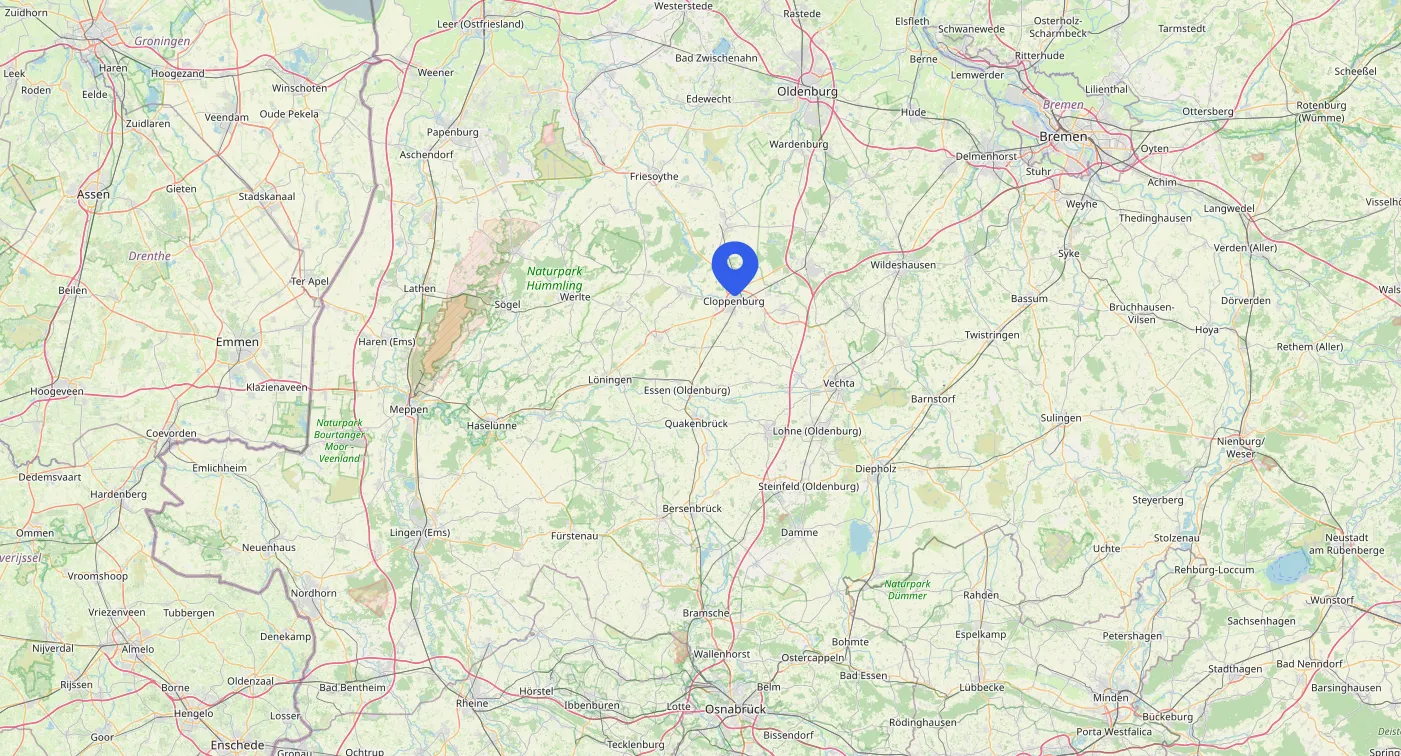 Zuidhorn
Leer (Ostfriesland)
Westerstede
Rastede
Elsfleth
Schwanewede
Osterholz-
Scharmbeck
Tarmstedt
Groningen
Haren
Hoogezand
Leek
Roden
Eelde
Winschoten
Weener
Bad Zwischenahn
Berne
Ritterhude
Lemwerder
Scheeßel
Zuidlaren
Veendam
Oude Pekela
Edewecht
Oldenburg
Hude
Bremen
Lilienthal
Ottersberg
Rotenburg
(Wümme)
Papenburg
Aschendorf
Wardenburg
Delmenhorst
Bremen
Oyten
Stuhr
Achim
Assen
Gieten
Stadskanaal
Friesoythe
Weyhe
Thedinghausen
Langwedel
Drenthe
Verden (Aller)
Syke
Wildeshausen
Beilen
Ter Apel
Lathen
Naturpark
Hümmling
Sögel
Werlte
Cloppenburg
Bassum
Bruchhausen-
Vilsen
Dörverden
Emmen
Haren (Ems)
Twistringen
Hoya
Rethem (Aller)
Hoogeveen
Klazienaveen
Löningen
Essen (Oldenburg)
Vechta
Barnstorf
Meppen
Haselünne
Quakenbrück
Lohne (Oldenburg)
Sulingen
Naturpark
Bourtanger
Moor -
Veenland
Coevorden
Emlichheim
Dedemsvaart
Hardenberg
Diepholz
Nienburg/
Weser
Steinfeld (Oldenburg)
Steyerberg
Bersenbrück
Ommen
Lingen (Ems)
Fürstenau
Damme
Neuenhaus
Uchte
Stolzenau
Neustadt
am Rübenberge
Vroomshoop
Rehburg-Loccum
Nordhorn
Naturpark
Dümmer
Rahden
Wunstorf
Vriezenveen
Tubbergen
Bramsche
Sachsenhagen
Denekamp
Espelkamp
Petershagen
Nijverdal
Almelo
Bohmte
Wallenhorst
Ostercappeln
Bad Essen
Stadthagen
Bad Nenndorf
Rijssen
Borne
Oldenzaal
Bad Bentheim
Hörstel
Belm
Lübbecke
Barsinghausen
Hengelo
Losser
Rheine
Ibbenbüren
Lotte
Osnabrück
Minden
Bückeburg
Rödinghausen
Porta Westfalica
Goor
Enschede
Gronau
Ochtrup
Tecklenburg
Bissendorf